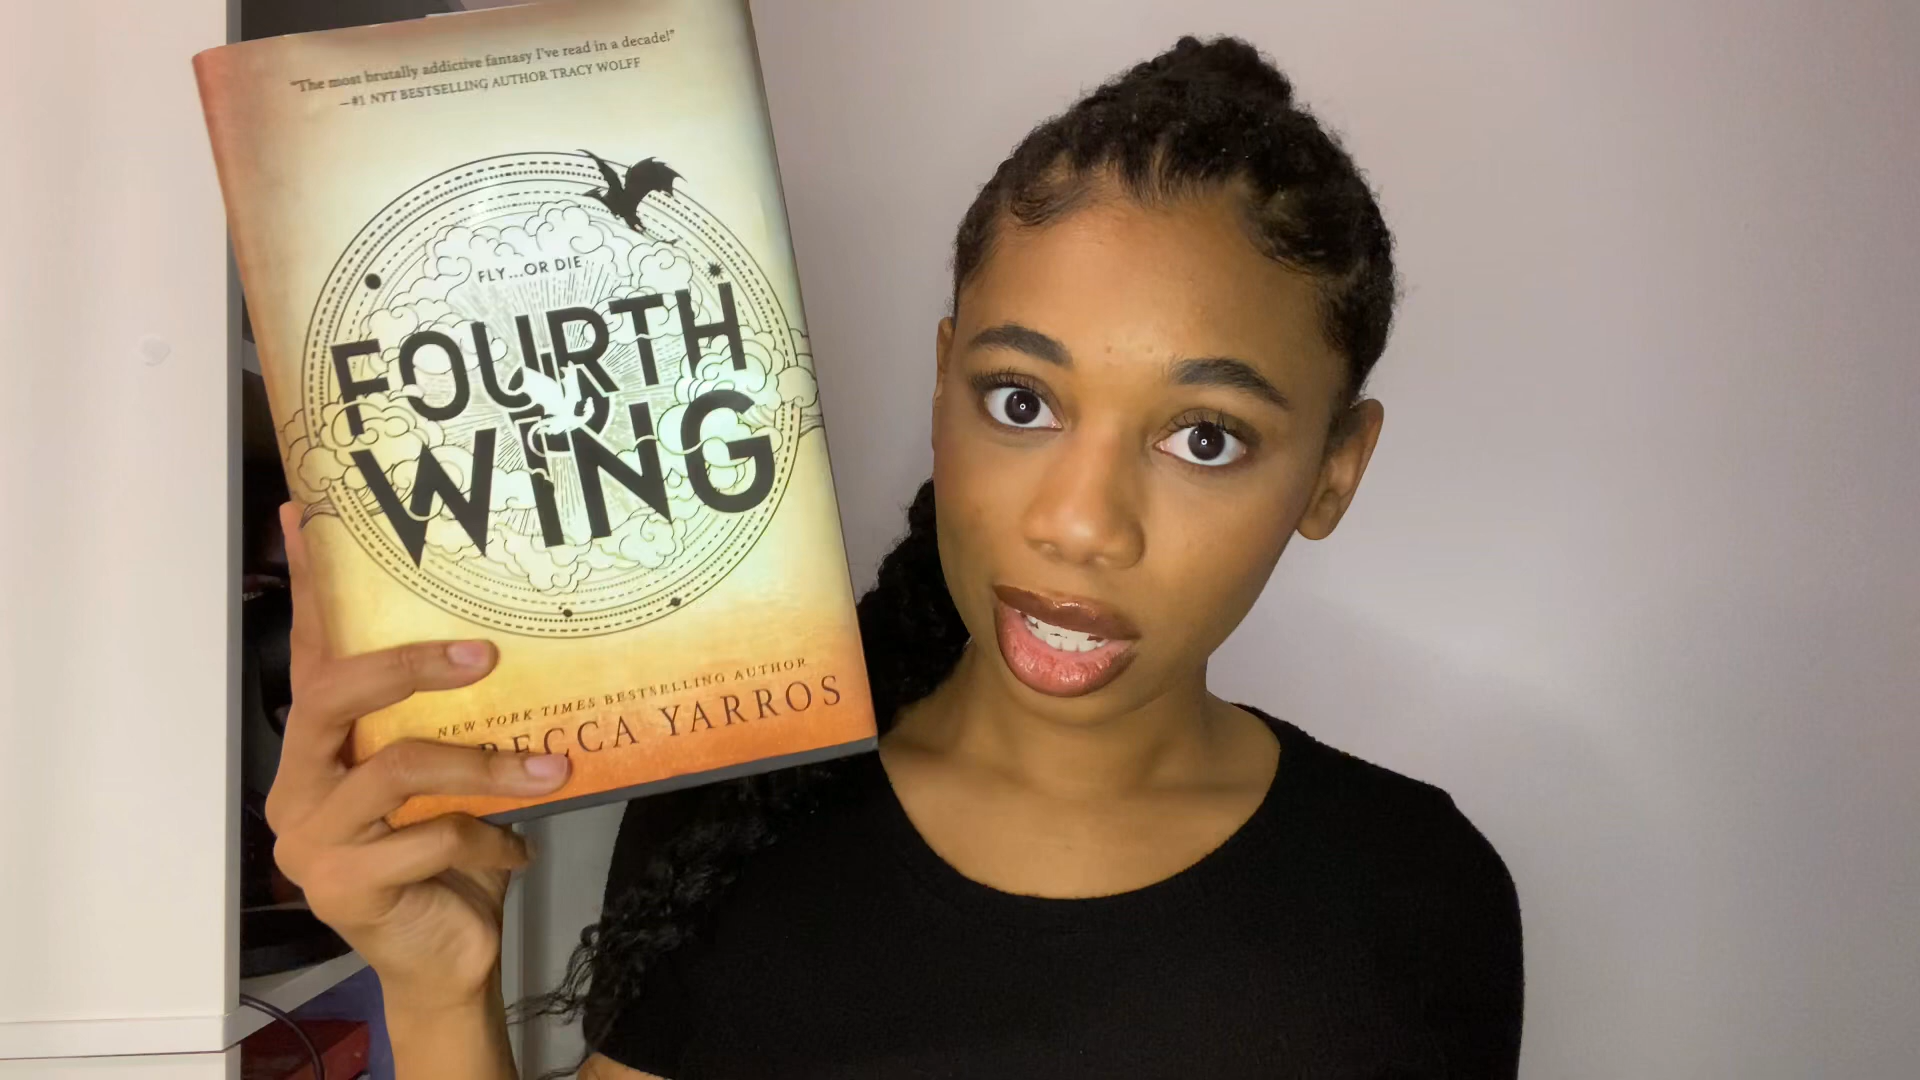 "The most brutally addictive fantasy I've read in a decade!"
—#1 NYT BESTSELLING AUTHOR TRACY WOLFF
FLY...OR DIE
FOURTH
WING
NEW YORK TIMES BESTSELLING AUTHOR
BECCA YARROS